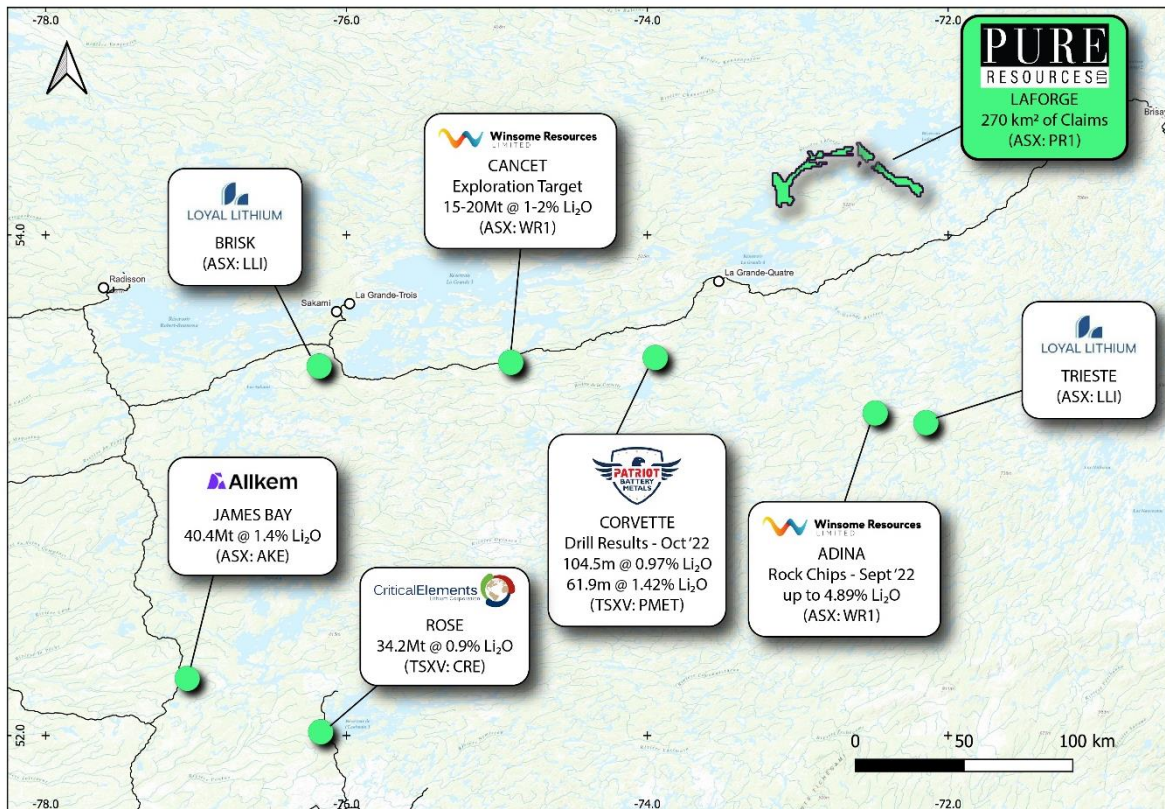 -78.0
-76.0
-74.0
-72.0
PURE
RESOURCES LTD
LAFORGE
270 km² of Claims
(ASX: PR1)
Brisay
Winsome Resources
LIMITED
CANCET
Exploration Target
15-20Mt @ 1-2% Li₂O
(ASX: WR1)
LOYAL LITHIUM
BRISK
(ASX: LLI)
54.0
54.0
Radisson
Sakami
La Grande-Trois
La Grande-Quatre
LOYAL LITHIUM
TRIESTE
(ASX: LLI)
Allkem
JAMES BAY
40.4Mt @ 1.4% Li₂O
(ASX: AKE)
PATRIOT
BATTERY
METALS
CORVETTE
Drill Results - Oct '22
104.5m @ 0.97% Li₂O
61.9m @ 1.42% Li₂O
(TSXV: PMET)
Winsome Resources
LIMITED
ADINA
Rock Chips - Sept '22
up to 4.89% Li₂O
(ASX: WR1)
CriticalElements
Lithium Corporation
ROSE
34.2Mt @ 0.9% Li₂O
(TSXV: CRE)
52.0
52.0
0 50 100 km
-78.0
-76.0
-74.0
-72.0